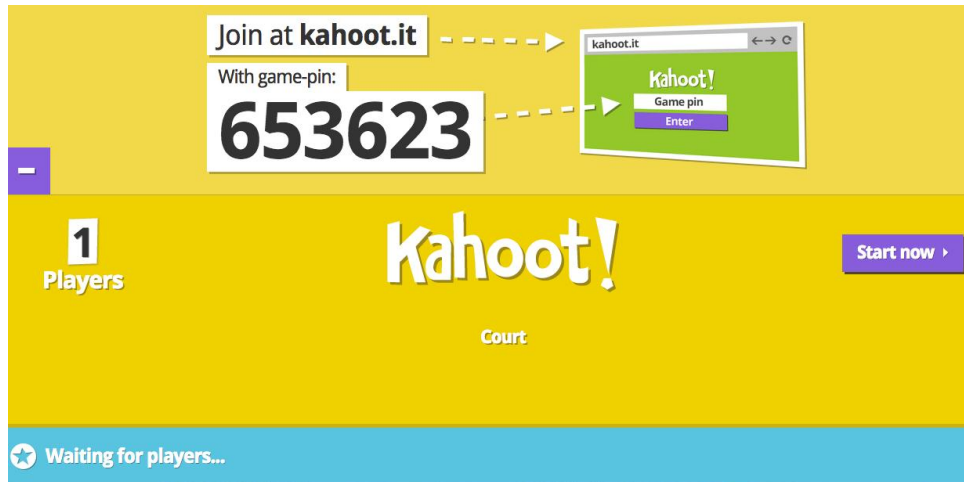 Join at kahoot.it
kahoot.it
With game-pin:
653623
Kahoot!
Game pin
Enter
1
Players
Kahoot!
Start now
Court
Waiting for players...